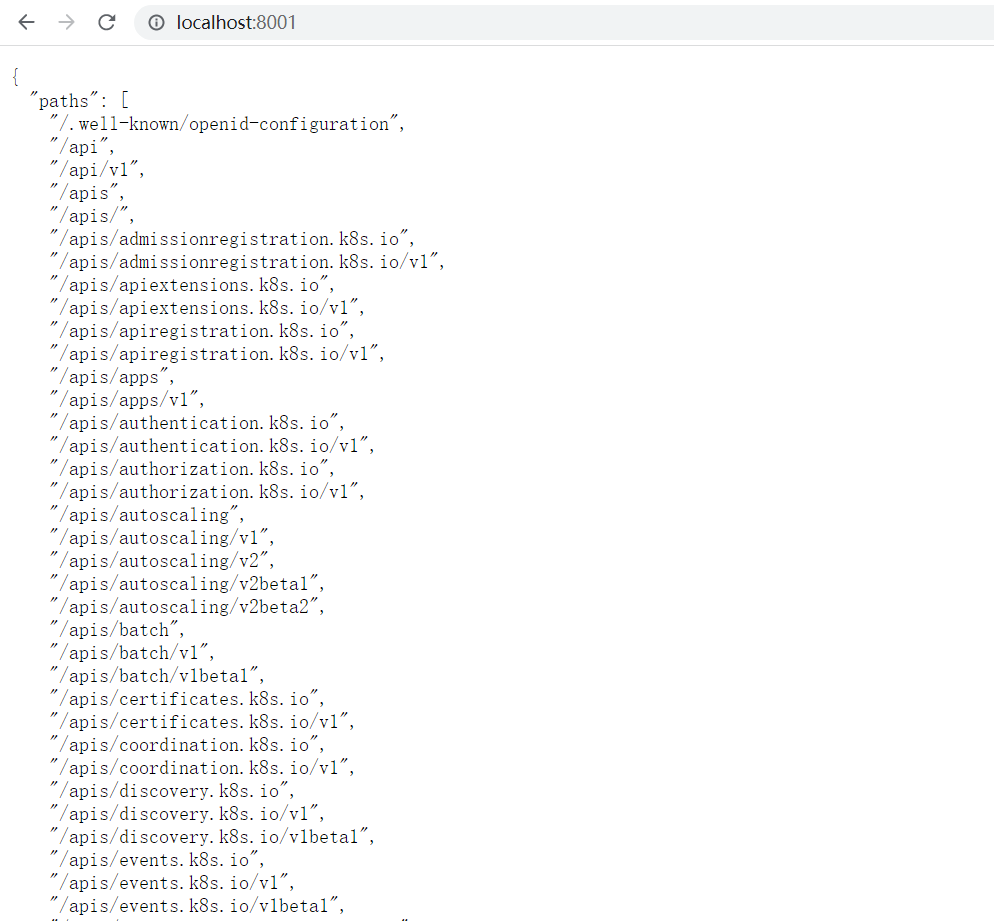 localhost:8001
{
"paths": [
"/.well-known/openid-configuration",
"/api",
"/api/v1",
"/apis",
"/apis/",
"/apis/admissionregistration.k8s.io",
"/apis/admissionregistration.k8s.io/v1",
"/apis/apiextensions.k8s.io",
"/apis/apiextensions.k8s.io/v1",
"/apis/apiregistration.k8s.io",
"/apis/apiregistration.k8s.io/v1",
"/apis/apps",
"/apis/apps/v1",
"/apis/authentication.k8s.io",
"/apis/authentication.k8s.io/v1",
"/apis/authorization.k8s.io",
"/apis/authorization.k8s.io/v1",
"/apis/autoscaling",
"/apis/autoscaling/v1",
"/apis/autoscaling/v2",
"/apis/autoscaling/v2beta1",
"/apis/autoscaling/v2beta2",
"/apis/batch",
"/apis/batch/v1",
"/apis/batch/v1beta1",
"/apis/certificates.k8s.io",
"/apis/certificates.k8s.io/v1",
"/apis/coordination.k8s.io",
"/apis/coordination.k8s.io/v1",
"/apis/discovery.k8s.io",
"/apis/discovery.k8s.io/v1",
"/apis/discovery.k8s.io/v1beta1",
"/apis/events.k8s.io",
"/apis/events.k8s.io/v1",
"/apis/events.k8s.io/v1beta1",